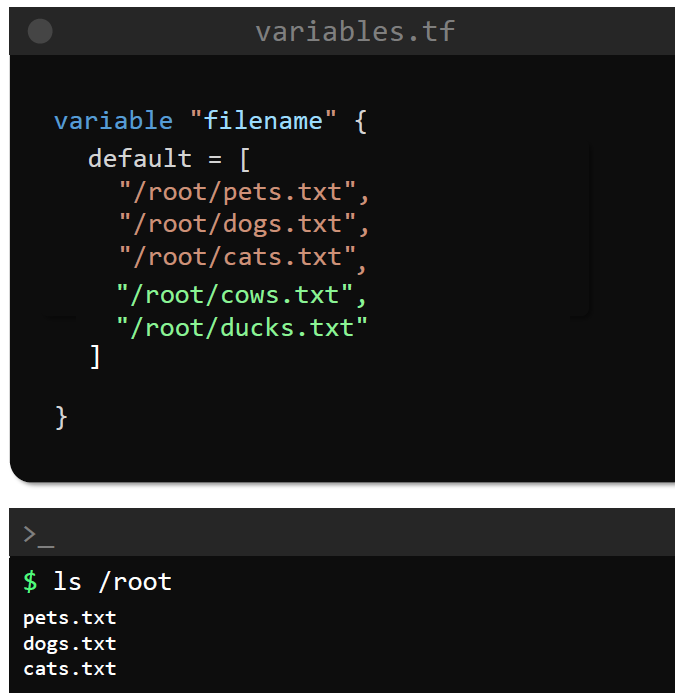 variables.tf
variable "filename" {
default = [
"/root/pets.txt",
"/root/dogs.txt",
"/root/cats.txt",
"/root/cows.txt",
"/root/ducks.txt"
]
}
>_
$ ls /root
pets.txt
dogs.txt
cats.txt